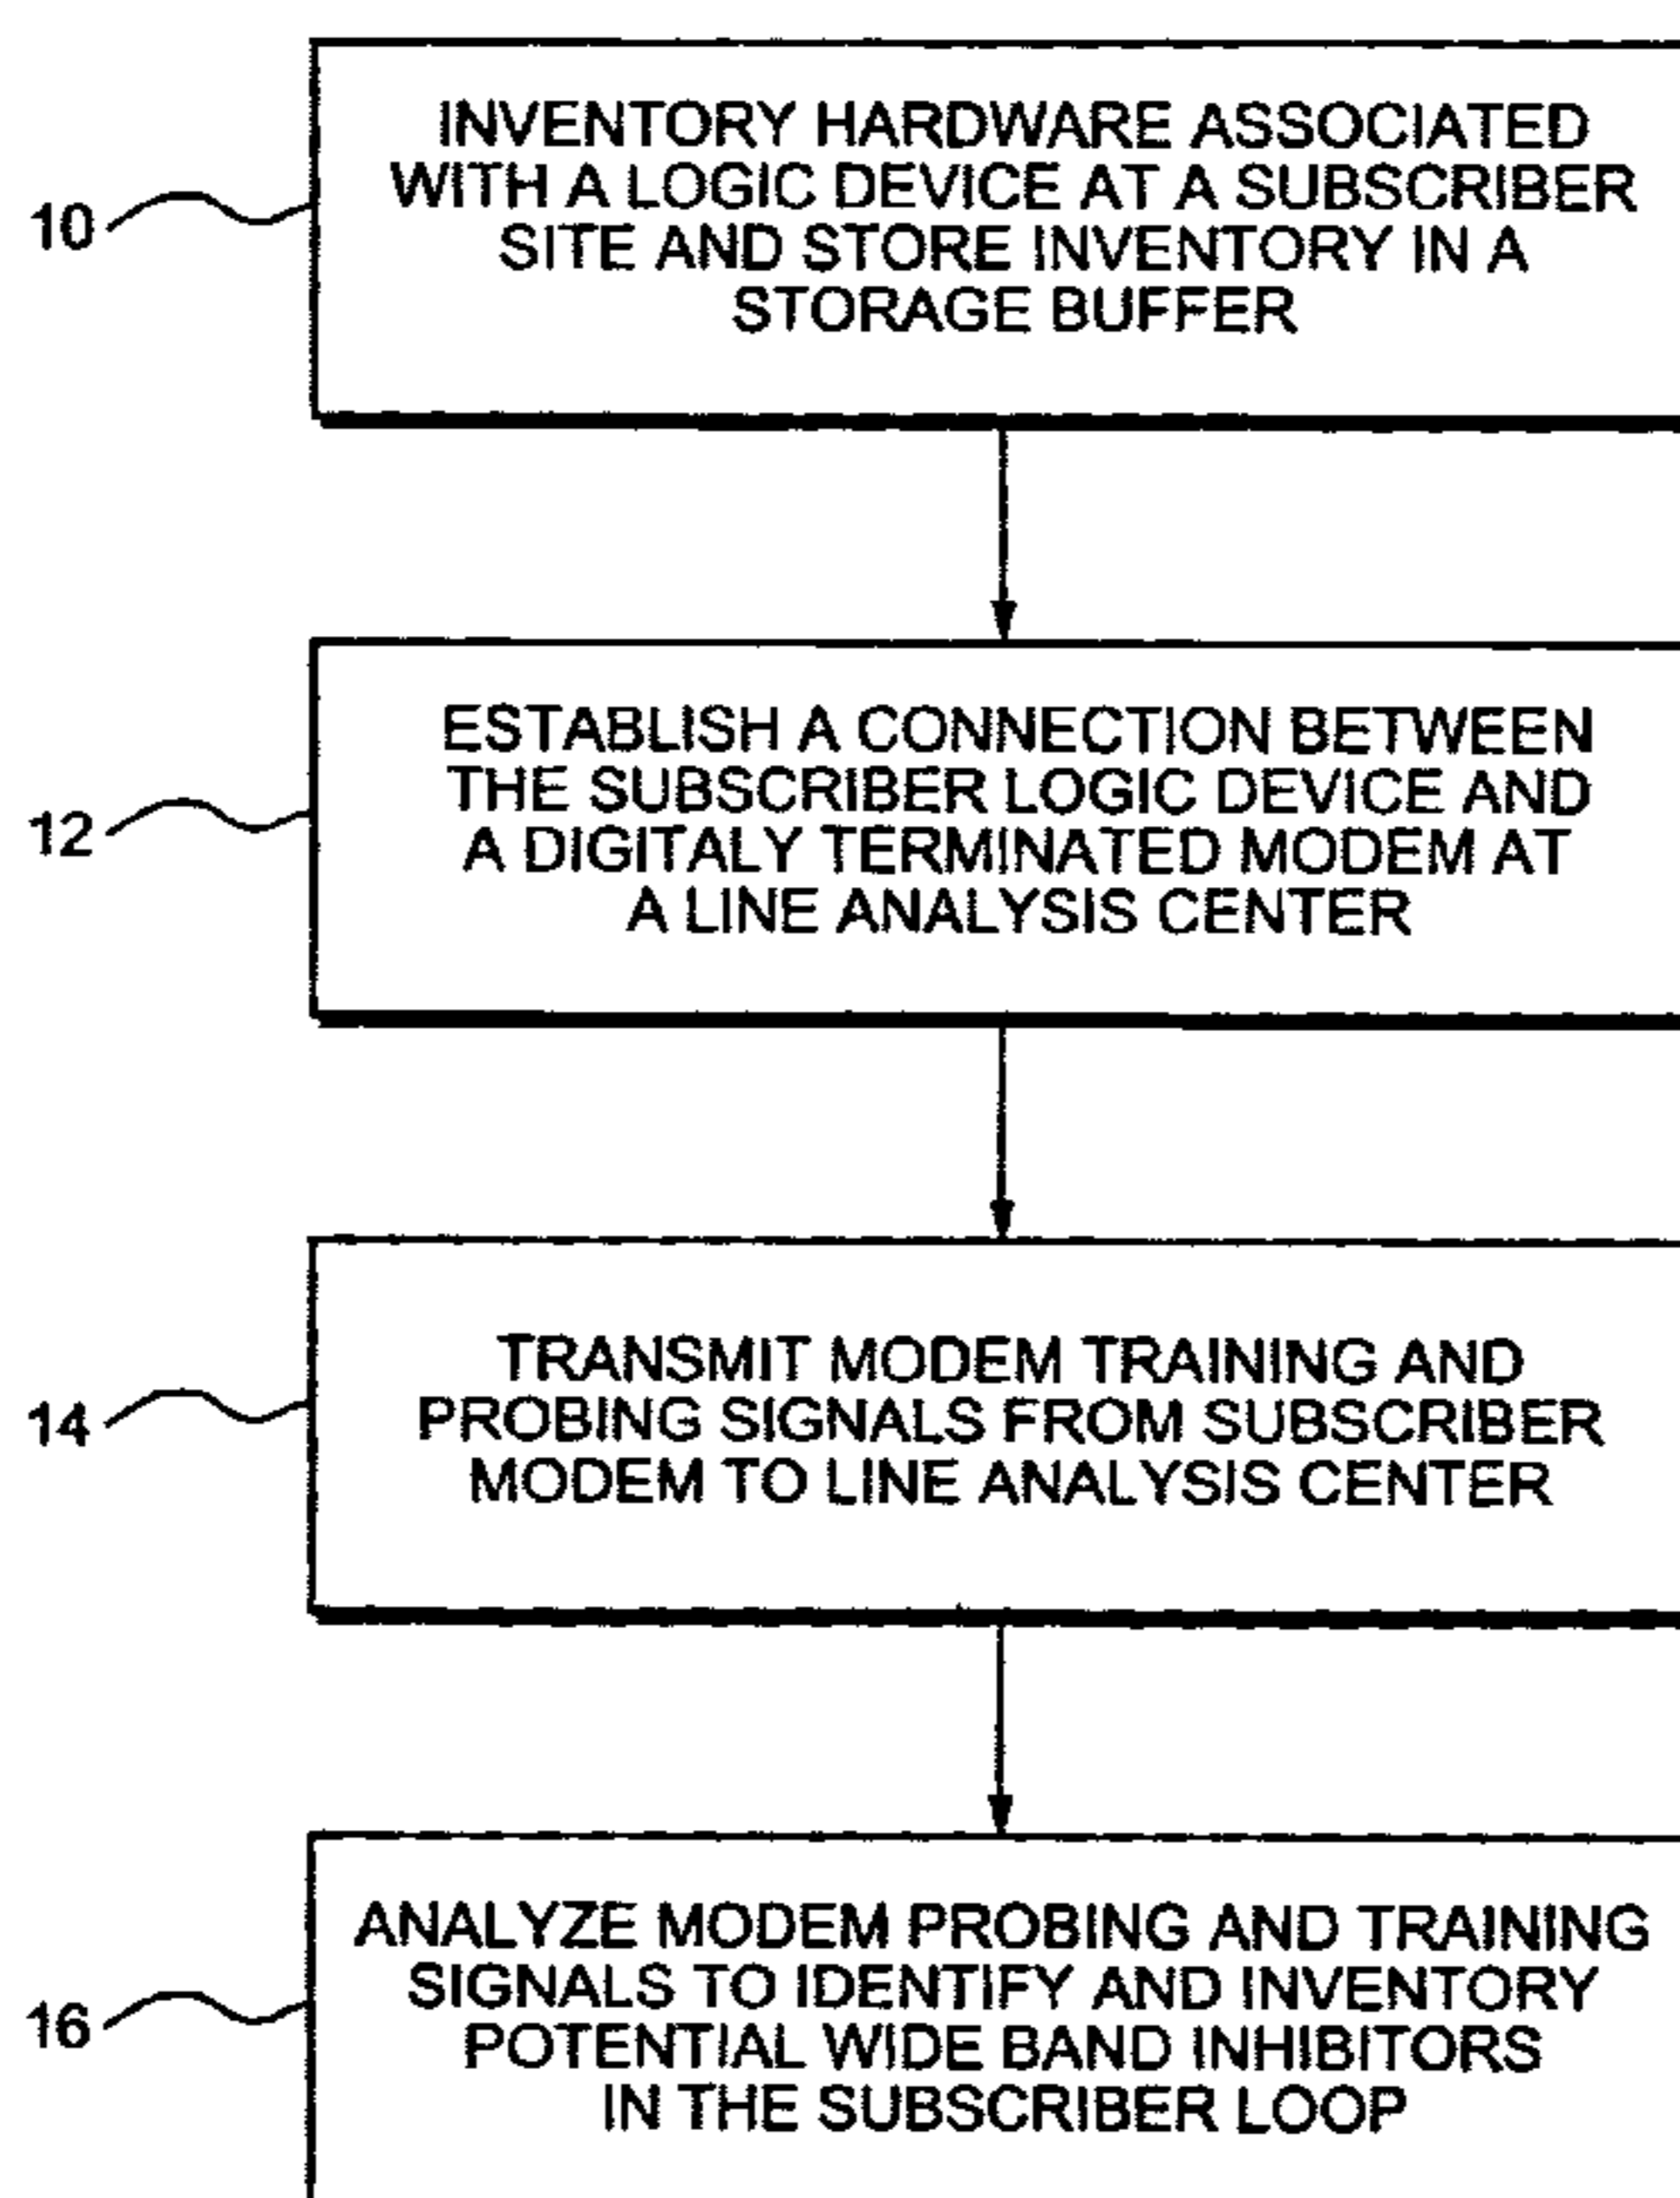 INVENTORY HARDWARE ASSOCIATED
WITH A LOGIC DEVICE AT A SUBSCRIBER
SITE AND STORE INVENTORY IN A
STORAGE BUFFER
10
ESTABLISH A CONNECTION BETWEEN
THE SUBSCRIBER LOGIC DEVICE AND
A DIGITALY TERMINATED MODEM AT
A LINE ANALYSIS CENTER
12
TRANSMIT MODEM TRAINING AND
PROBING SIGNALS FROM SUBSCRIBER
MODEM TO LINE ANALYSIS CENTER
14
ANALYZE MODEM PROBING AND TRAINING
SIGNALS TO IDENTIFY AND INVENTORY
POTENTIAL WIDE BAND INHIBITORS
IN THE SUBSCRIBER LOOP
16